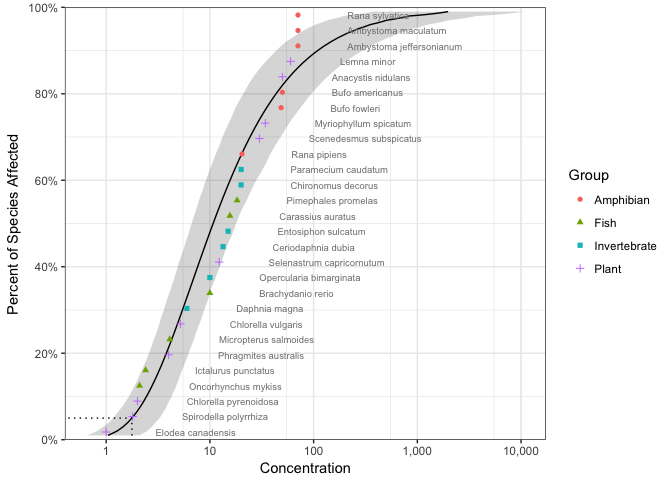 100%
80%
60%
40%
20%
0%
Percent of Species Affected
Rana sylvatica
Ambystoma maculatum
Ambystoma jeffersonianum
Lemna minor
Anacystis nidulans
Bufo americanus
Bufo fowleri
Myriophyllum spicatum
Scenedesmus subspicatus
Rana pipiens
Paramecium caudatum
Chironomus decorus
Pimephales promelas
Carassius auratus
Entosiphon sulcatum
Ceriodaphnia dubia
Selenastrum capricornutum
Opercularia bimarginata
Brachydanio rerio
Daphnia magna
Chlorella vulgaris
Micropterus salmoides
Phragmites australis
Ictalurus punctatus
Oncorhynchus mykiss
Chlorella pyrenoidosa
Spirodella polyrrhiza
Elodea canadensis
1 10 100 1,000 10,000
Concentration
Group
Amphibian
Fish
Invertebrate
Plant